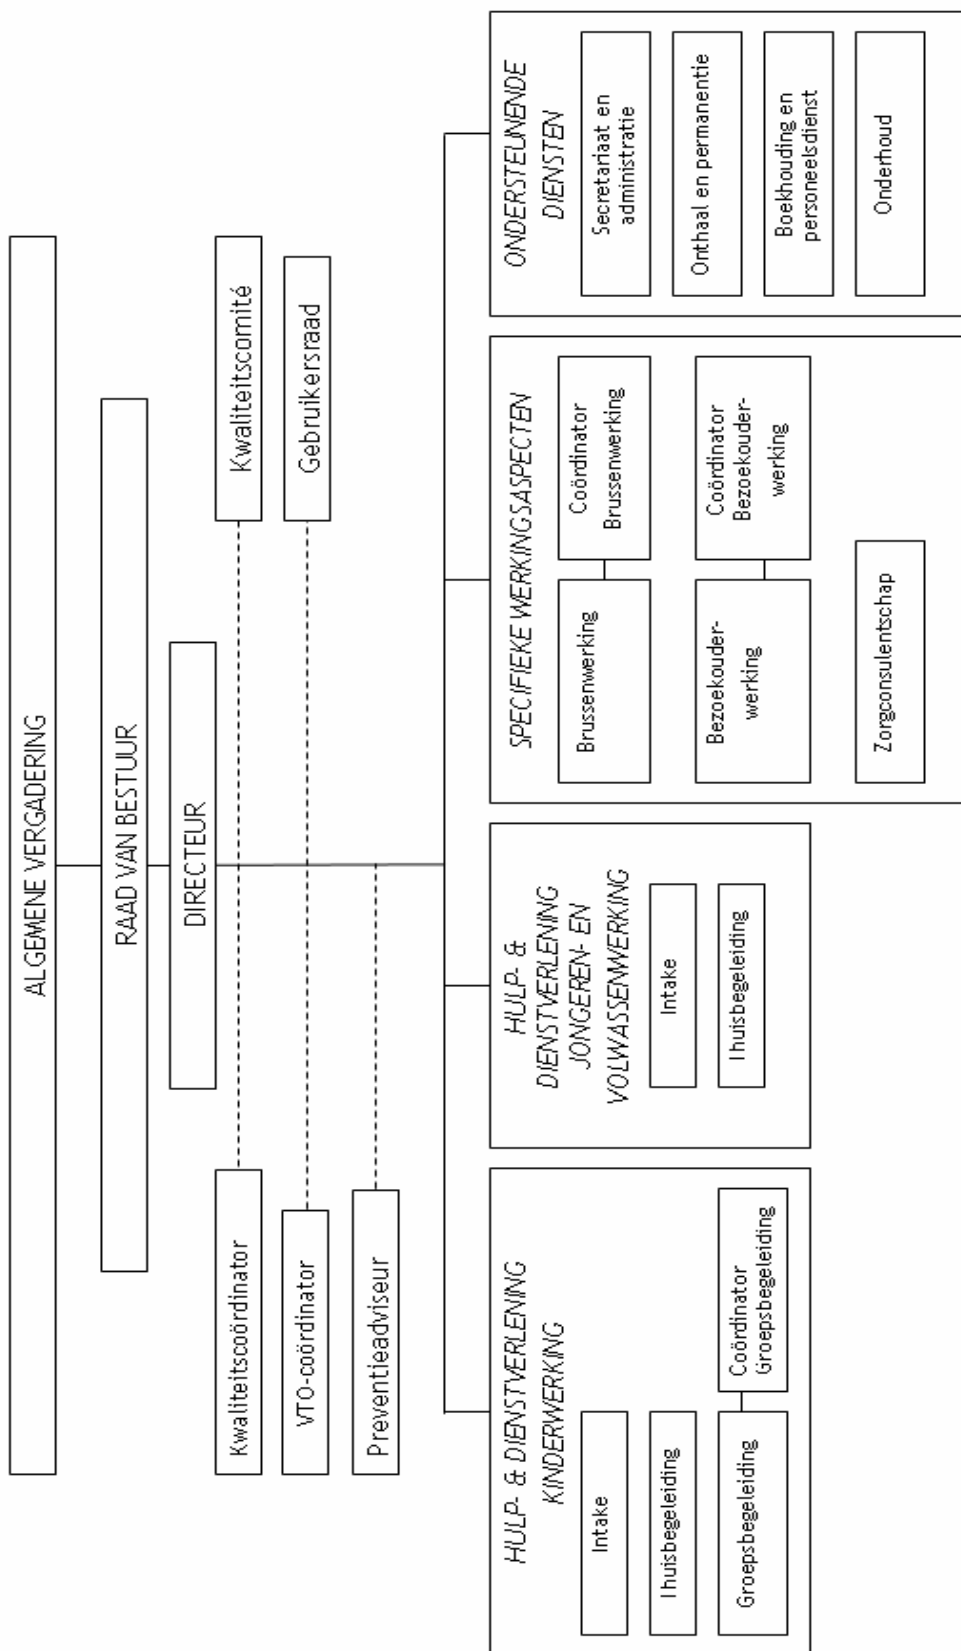 ALGEMENE VERGADERING
RAAD VAN BESTUUR
DIRECTEUR
Kwaliteitscoördinator
Kwaliteitscomité
VTO-coördinator
Gebruikersraad
Preventieadviseur
HULP- & DIENSTVERLENING
KINDERWERKING
Intake
Thuisbegeleiding
Groepsbegeleiding
Coördinator
Groepsbegeleiding
HULP- &
DIENSTVERLENING
JONGEREN- EN
VOLWASSENWERKING
Intake
Thuisbegeleiding
SPECIFIEKE WERKINGSASPECTEN
Brussenwerking
Coördinator
Brussenwerking
Bezoekouder-
werking
Coördinator
Bezoekouder-
werking
Zorgconsulentschap
ONDERSTEUNENDE
DIENSTEN
Secretariaat en
administratie
Onthaal en permanentie
Boekhouding en
personeelsdienst
Onderhoud